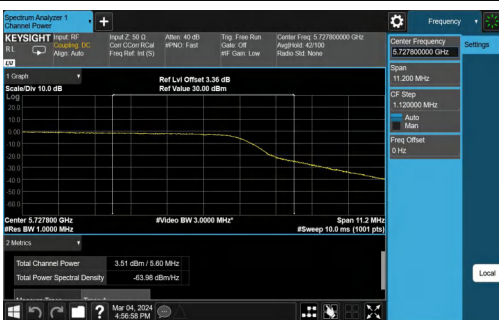 Spectrum Analyzer 1
Channel Power
Frequency
KEYSIGHT
Input: RF
Coupling: DC
Align: Auto
RL
Input Z: 50 Ω
Corr CCorr RCal
Freq Ref: Int (S)
Atten: 40 dB
#PNO: Fast
Trig: Free Run
Gate: Off
#IF Gain: Low
Center Freq: 5.727800000 GHz
Avg|Hold: 42/100
Radio Std: None
Center Frequency
5.727800000 GHz
Settings
Span
11.200 MHz
CF Step
1.120000 MHz
Auto
Man
Freq Offset
0 Hz
Local
1 Graph
Scale/Div 10.0 dB
Ref Lvl Offset 3.36 dB
Ref Value 30.00 dBm
Log
20.0
10.0
0.00
-10.0
-20.0
-30.0
-40.0
-50.0
-60.0
Center 5.727800 GHz
#Video BW 3.0000 MHz*
Span 11.2 MHz
#Res BW 1.0000 MHz
#Sweep 10.0 ms (1001 pts)
2 Metrics
Total Channel Power 3.51 dBm / 5.60 MHz
Total Power Spectral Density -63.98 dBm/Hz
Mar 04, 2024
4:56:58 PM